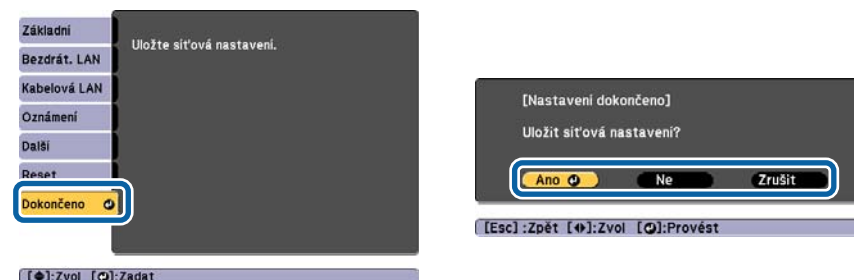 Základní
Bezdrát. LAN
Kabelová LAN
Oznámení
Další
Reset
Dokončeno
Uložte síťová nastavení.
[◆]:Zvol [↵]:Zadat
[Nastavení dokončeno]
Uložit síťová nastavení?
Ano Ne Zrušit
[Esc] :Zpět [◆]:Zvol [↵]:Provést